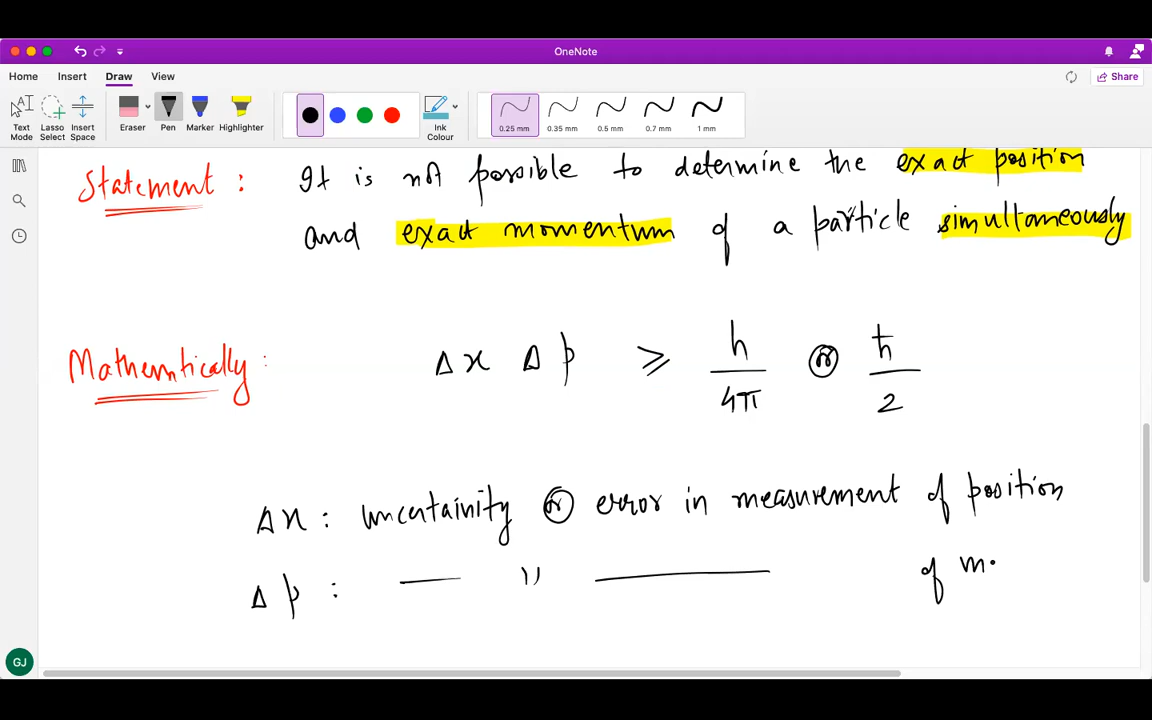 OneNote
Home Insert Draw View Share
Text Mode Lasso Select Insert Space Eraser Pen Marker Highlighter Ink Colour 0.25 mm 0.35 mm 0.5 mm 0.7 mm 1 mm
Statement : It is not possible to determine the exact position
and exact momentum of a particle simultaneously
Mathematically : Δx Δp ⩾ h/4π or ħ/2
Δx : uncertainity or error in measurement of position
Δp : — " — of m.
GJ